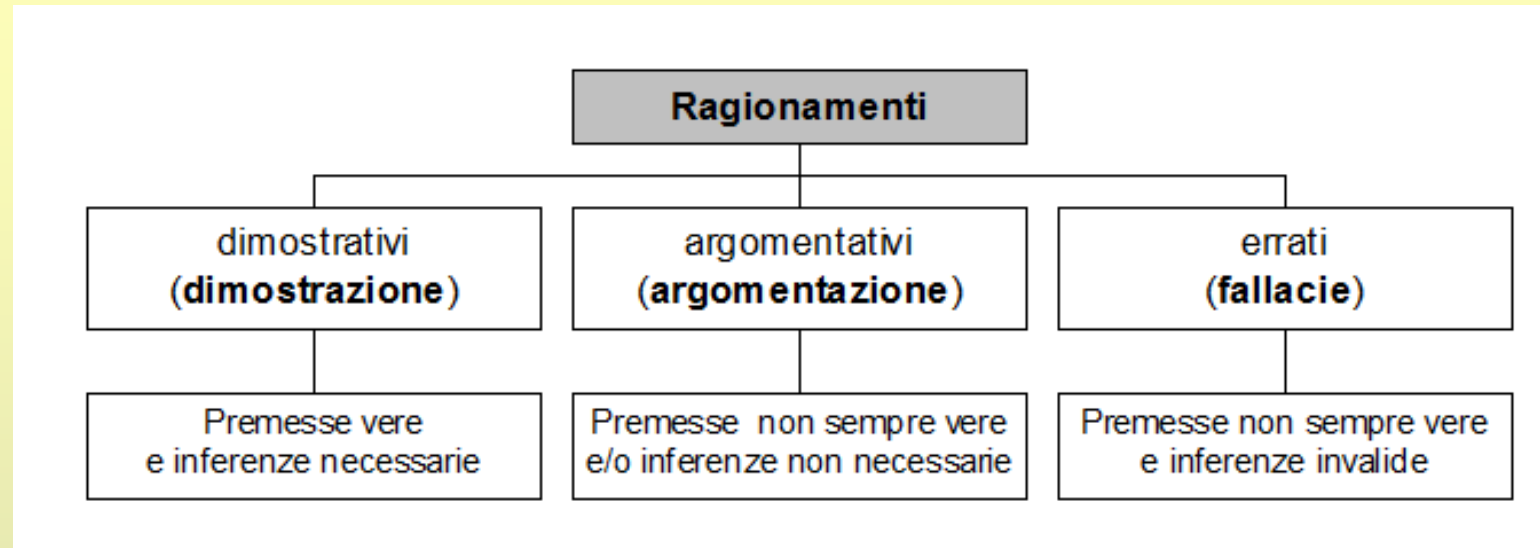 Ragionamenti
dimostrativi
(dimostrazione)
argomentativi
(argomentazione)
errati
(fallacie)
Premesse vere
e inferenze necessarie
Premesse non sempre vere
e/o inferenze non necessarie
Premesse non sempre vere
e inferenze invalide